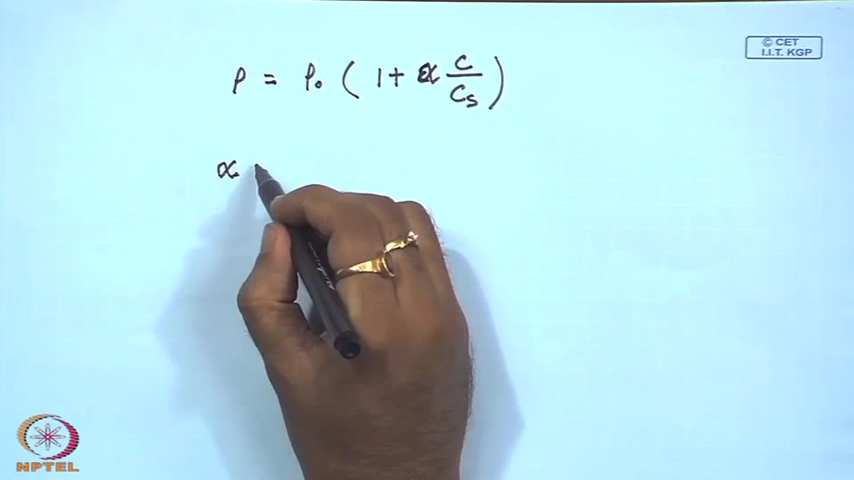 © CET
I.I.T. KGP
ρ = ρ₀ ( 1 + α C/Cs )
α
NPTEL